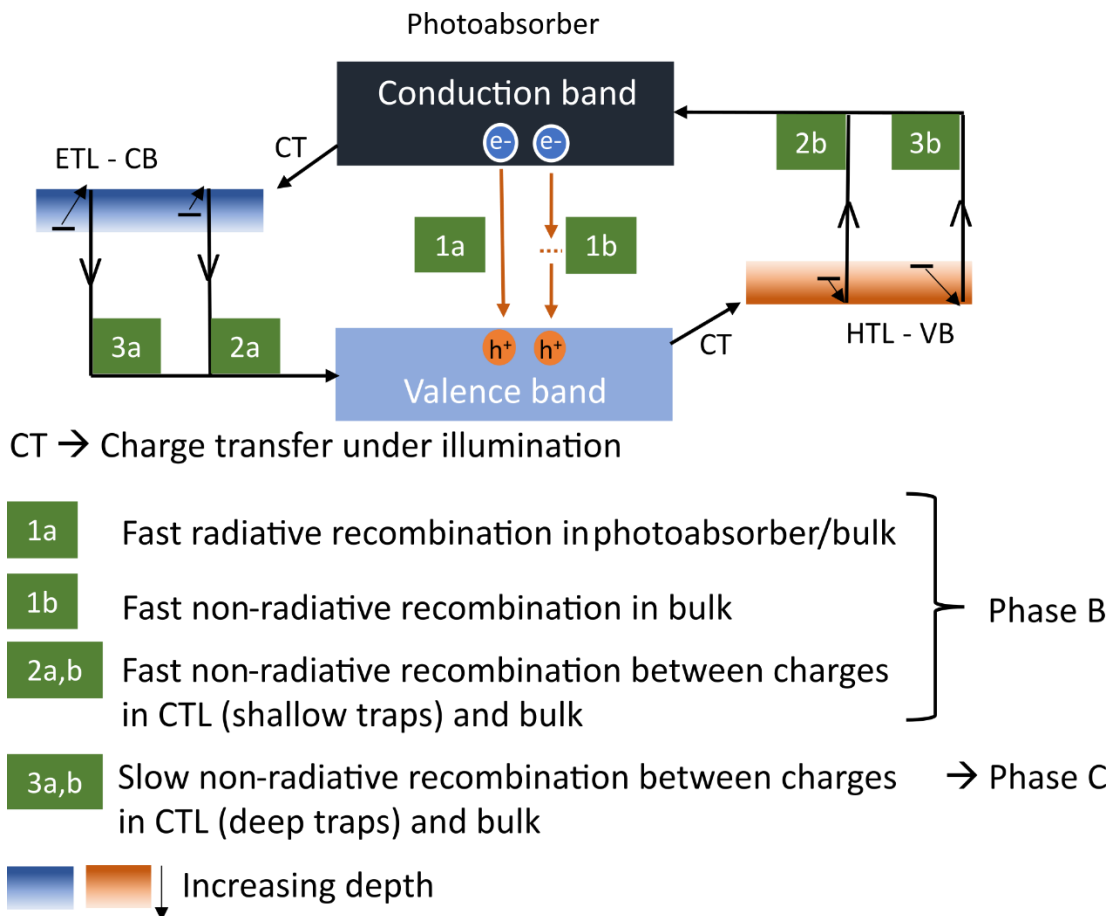 Photoabsorber
Conduction band
e- e-
CT
ETL - CB
2b
3b
1a
1b
3a
2a
h+ h+
Valence band
CT
HTL - VB
CT → Charge transfer under illumination
1a Fast radiative recombination in photoabsorber/bulk
1b Fast non-radiative recombination in bulk
Phase B
2a,b Fast non-radiative recombination between charges
in CTL (shallow traps) and bulk
3a,b Slow non-radiative recombination between charges → Phase C
in CTL (deep traps) and bulk
Increasing depth